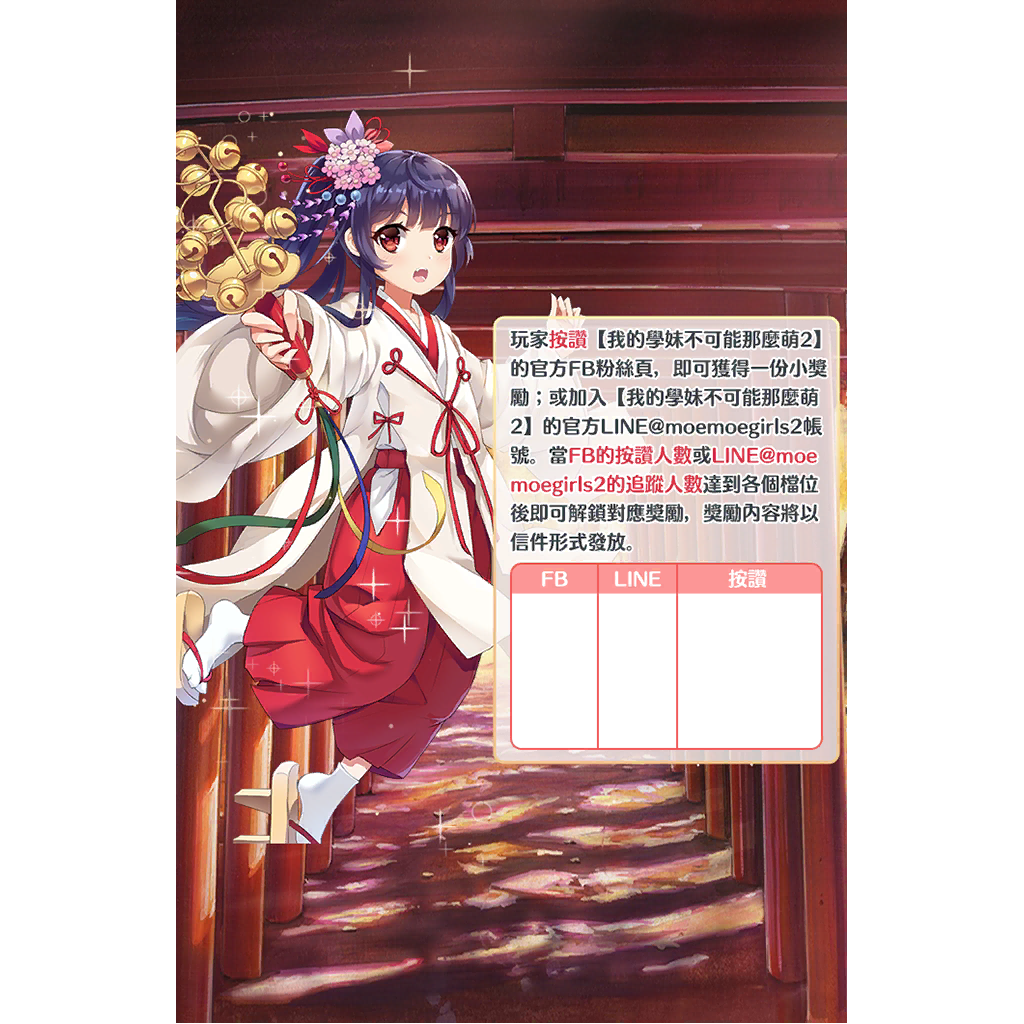 玩家按讚【我的學妹不可能那麼萌2】
的官方FB粉絲頁，即可獲得一份小獎
勵；或加入【我的學妹不可能那麼萌
2】的官方LINE@moemoegirls2帳
號。當FB的按讚人數或LINE@moe
moegirls2的追蹤人數達到各個檔位
後即可解鎖對應獎勵，獎勵內容將以
信件形式發放。
FB LINE 按讚